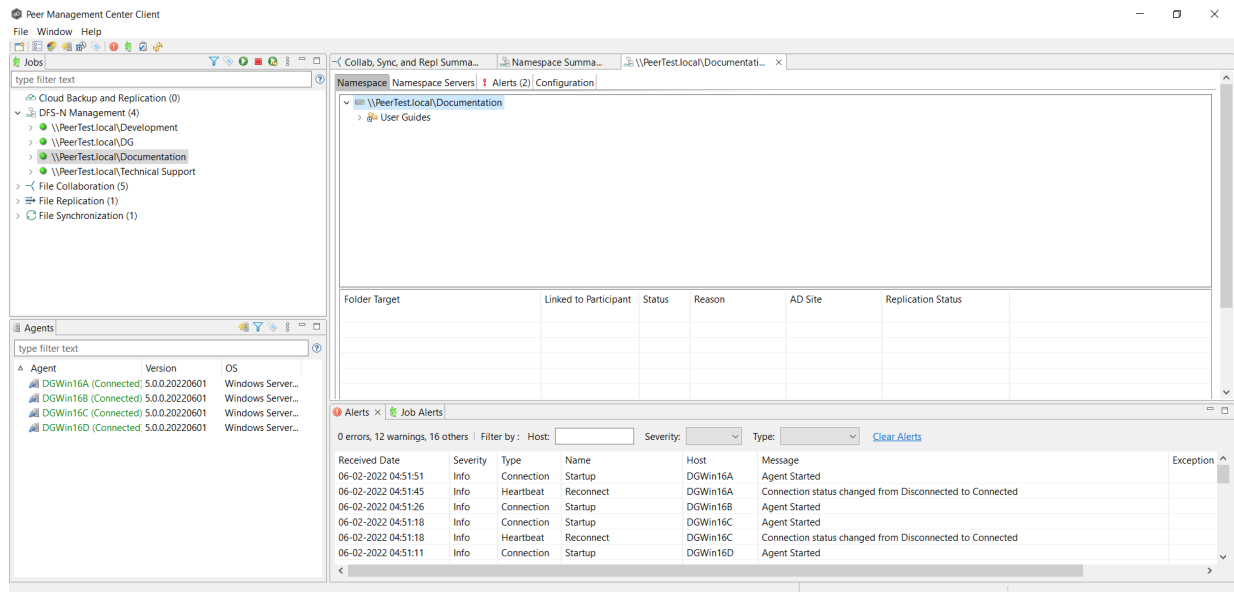 Peer Management Center Client
File Window Help
Jobs
type filter text
Cloud Backup and Replication (0)
DFS-N Management (4)
\\PeerTest.local\Development
\\PeerTest.local\DG
\\PeerTest.local\Documentation
\\PeerTest.local\Technical Support
File Collaboration (5)
File Replication (1)
File Synchronization (1)
Agents
type filter text
Agent Version OS
DGWin16A (Connected) 5.0.0.20220601 Windows Server...
DGWin16B (Connected) 5.0.0.20220601 Windows Server...
DGWin16C (Connected) 5.0.0.20220601 Windows Server...
DGWin16D (Connected) 5.0.0.20220601 Windows Server...
Collab, Sync, and Repl Summa... Namespace Summa... \\PeerTest.local\Documentati...
Namespace Namespace Servers Alerts (2) Configuration
\\PeerTest.local\Documentation
User Guides
Folder Target Linked to Participant Status Reason AD Site Replication Status
Alerts Job Alerts
0 errors, 12 warnings, 16 others Filter by : Host: Severity: Type: Clear Alerts
Received Date Severity Type Name Host Message Exception
06-02-2022 04:51:51 Info Connection Startup DGWin16A Agent Started
06-02-2022 04:51:45 Info Heartbeat Reconnect DGWin16A Connection status changed from Disconnected to Connected
06-02-2022 04:51:26 Info Connection Startup DGWin16B Agent Started
06-02-2022 04:51:18 Info Connection Startup DGWin16C Agent Started
06-02-2022 04:51:18 Info Heartbeat Reconnect DGWin16C Connection status changed from Disconnected to Connected
06-02-2022 04:51:11 Info Connection Startup DGWin16D Agent Started